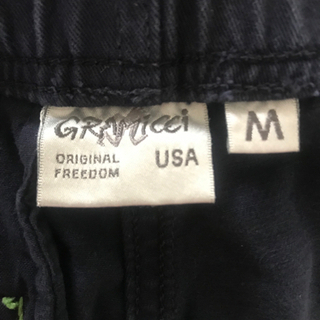 GRAMicci
ORIGINAL
FREEDOM
USA
M